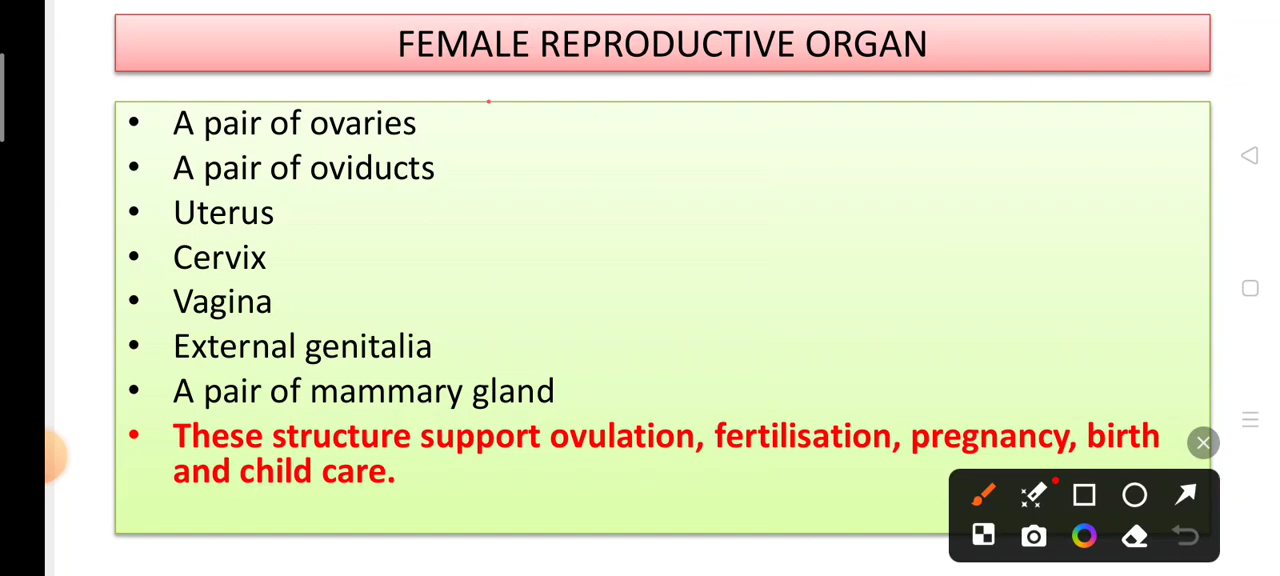 FEMALE REPRODUCTIVE ORGAN
• A pair of ovaries
• A pair of oviducts
• Uterus
• Cervix
• Vagina
• External genitalia
• A pair of mammary gland
• These structure support ovulation, fertilisation, pregnancy, birth
and child care.